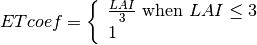 ETcoef = { LAI/3 when LAI ≤ 3
1